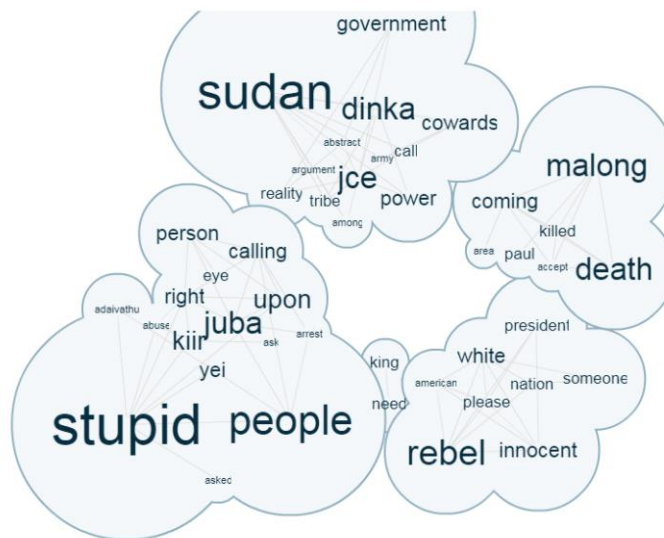 government
sudan
dinka
cowards
abstract
army
call
argument
jce
reality
tribe
power
among
malong
coming
killed
area
paul
accept
death
person
calling
eye
right
upon
adaivathu
abuse
juba
kiir
ask
arrest
yei
stupid
people
asked
king
need
president
white
american
nation
someone
please
rebel
innocent